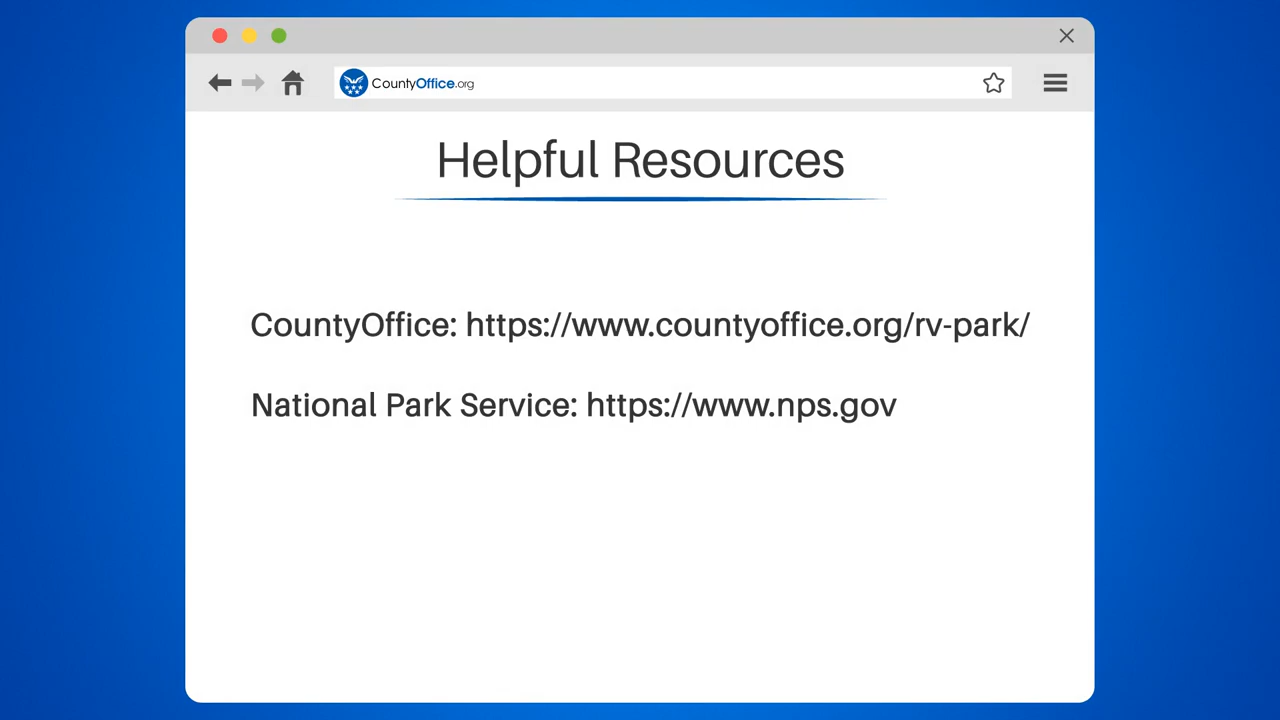 CountyOffice.org
Helpful Resources
CountyOffice: https://www.countyoffice.org/rv-park/
National Park Service: https://www.nps.gov